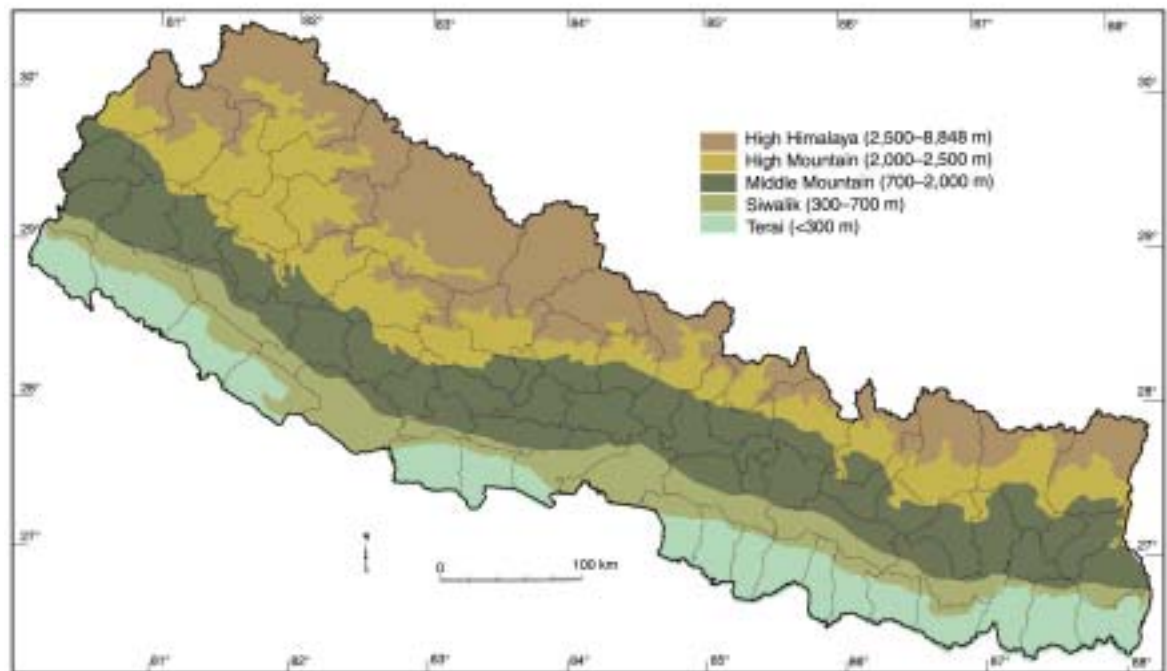 81° 82 83 84 85 86 87 88°
30° 30°
High Himalaya (2,500–8,848 m)
High Mountain (2,000–2,500 m)
Middle Mountain (700–2,000 m)
Siwalik (300–700 m)
Terai (<300 m)
29° 29°
28° 28°
27° 27°
0 100 km
81° 82° 83° 84° 85° 86° 87° 88°